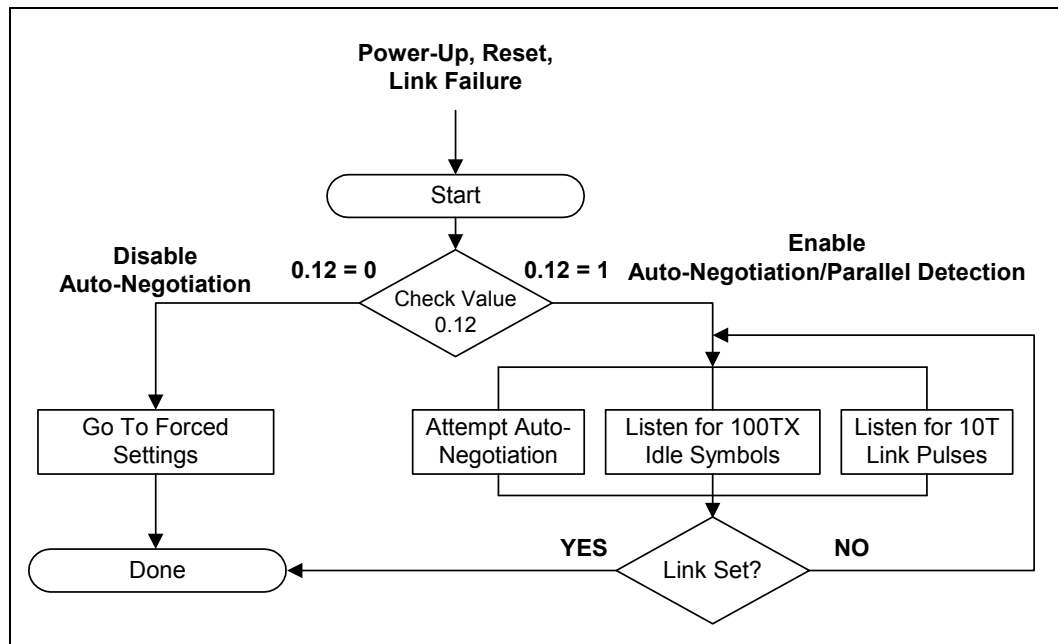 Power-Up, Reset,
Link Failure
Start
Disable
Auto-Negotiation
0.12 = 0
0.12 = 1
Enable
Auto-Negotiation/Parallel Detection
Check Value
0.12
Go To Forced
Settings
Attempt Auto-
Negotiation
Listen for 100TX
Idle Symbols
Listen for 10T
Link Pulses
Done
YES
Link Set?
NO